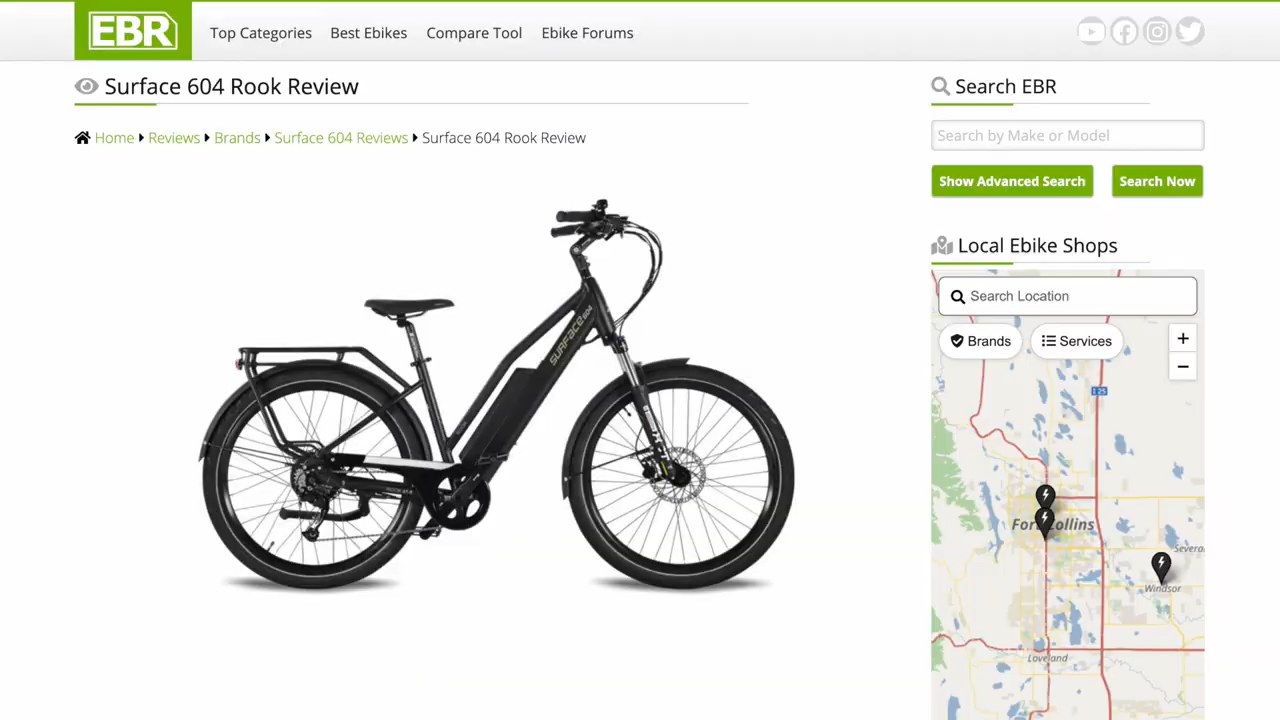 EBR
Top Categories
Best Ebikes
Compare Tool
Ebike Forums
Surface 604 Rook Review
Home
Reviews
Brands
Surface 604 Reviews
Surface 604 Rook Review
SURFACE 604
Search EBR
Search by Make or Model
Show Advanced Search
Search Now
Local Ebike Shops
Search Location
Brands
Services
+
−
I 25
Fort Collins
Severa
Windsor
Loveland